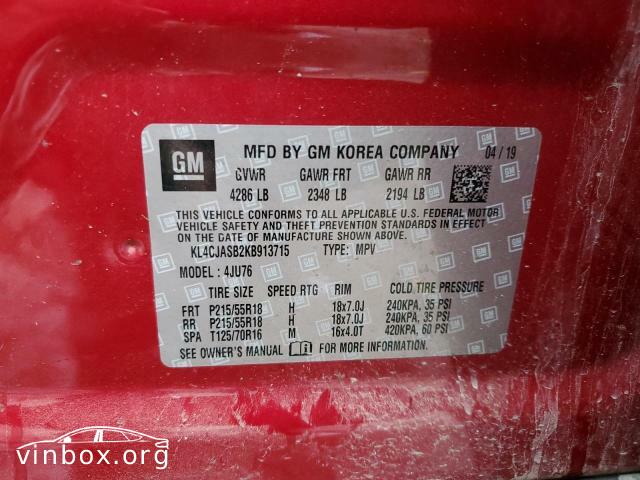 GM MFD BY GM KOREA COMPANY 04/19
GVWR GAWR FRT GAWR RR
4286 LB 2348 LB 2194 LB
THIS VEHICLE CONFORMS TO ALL APPLICABLE U.S. FEDERAL MOTOR
VEHICLE SAFETY AND THEFT PREVENTION STANDARDS IN EFFECT
ON THE DATE OF MANUFACTURE SHOWN ABOVE.
KL4CJASB2KB913715 TYPE: MPV
MODEL: 4JU76
TIRE SIZE SPEED RTG RIM COLD TIRE PRESSURE
FRT P215/55R18 H 18x7.0J 240KPA, 35 PSI
RR P215/55R18 H 18x7.0J 240KPA, 35 PSI
SPA T125/70R16 M 16x4.0T 420KPA, 60 PSI
SEE OWNER'S MANUAL FOR MORE INFORMATION.
vinbox.org